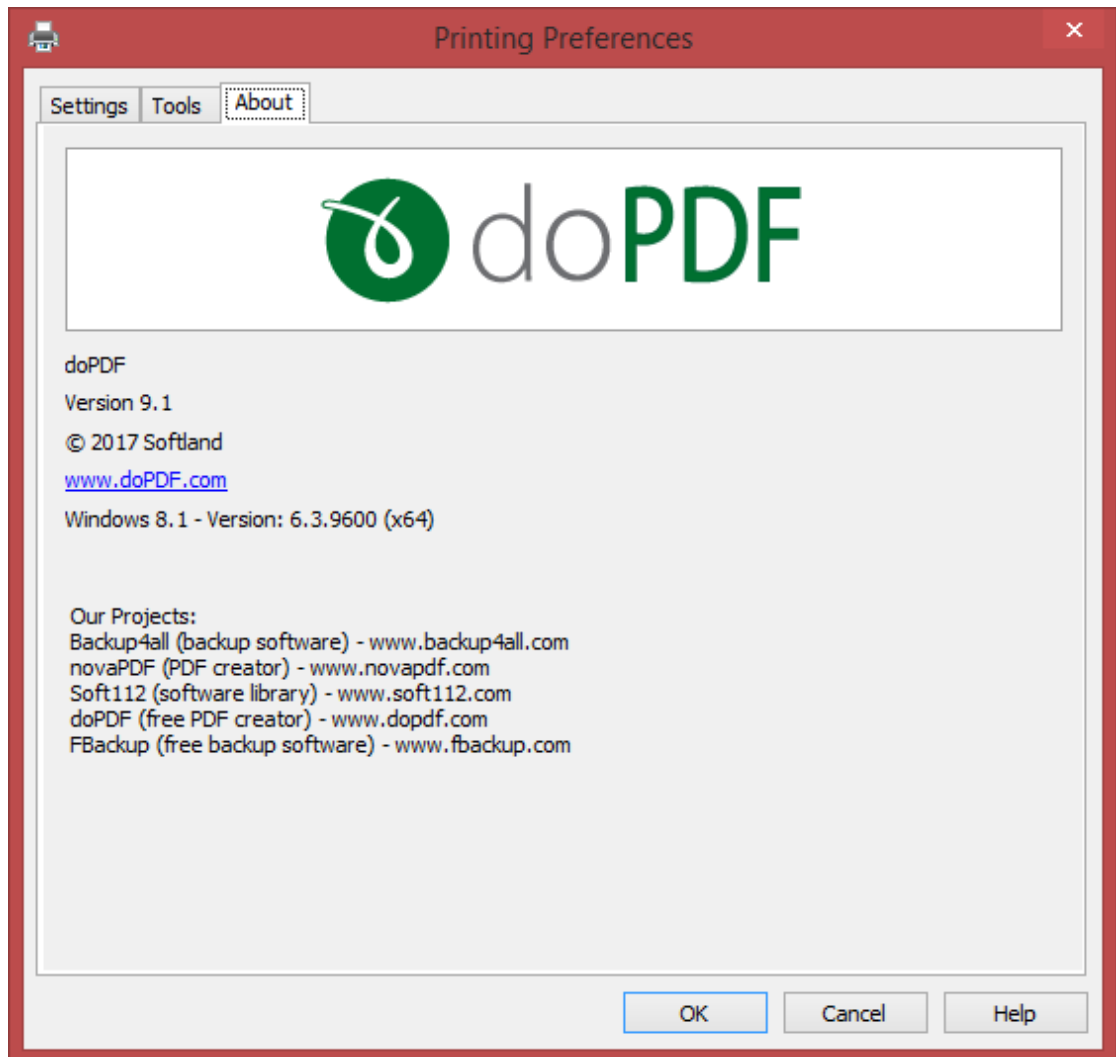 Printing Preferences
Settings Tools About
doPDF
doPDF
Version 9.1
© 2017 Softland
www.doPDF.com
Windows 8.1 - Version: 6.3.9600 (x64)
Our Projects:
Backup4all (backup software) - www.backup4all.com
novaPDF (PDF creator) - www.novapdf.com
Soft112 (software library) - www.soft112.com
doPDF (free PDF creator) - www.dopdf.com
FBackup (free backup software) - www.fbackup.com
OK Cancel Help